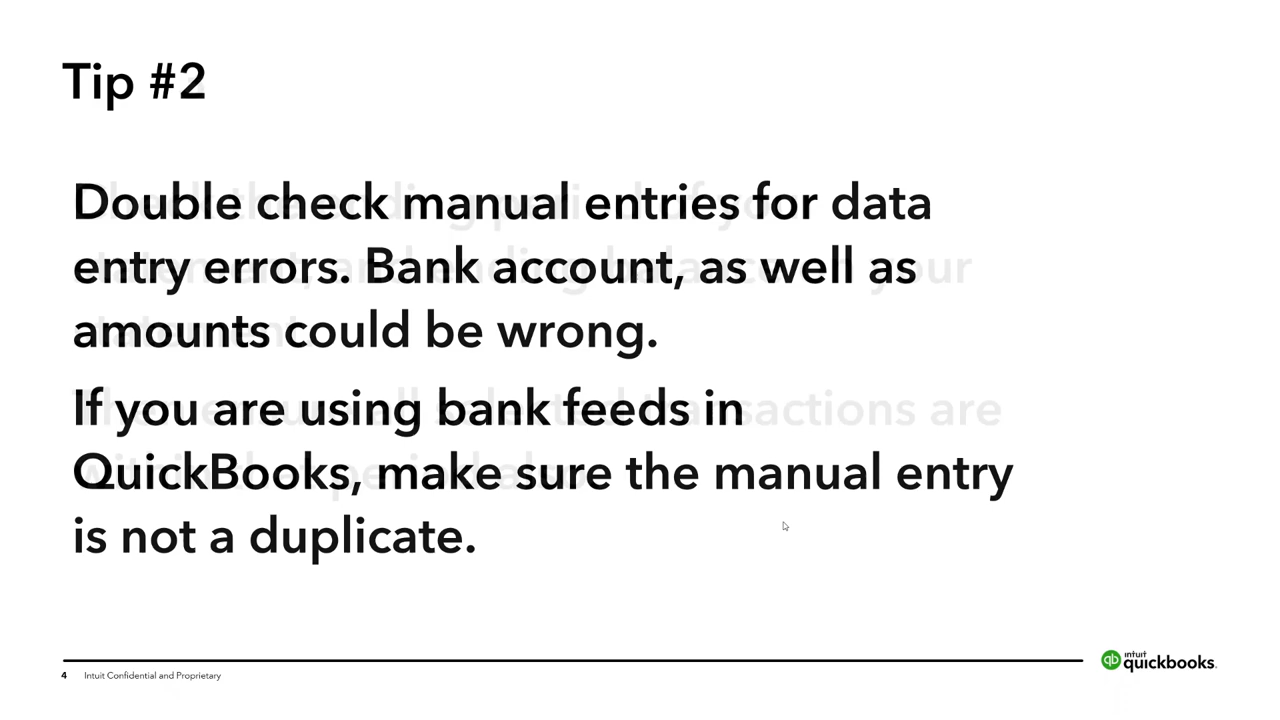 Tip #2
Double check manual entries for data
entry errors. Bank account, as well as
amounts could be wrong.
If you are using bank feeds in
QuickBooks, make sure the manual entry
is not a duplicate.
4 Intuit Confidential and Proprietary
qb intuit quickbooks.